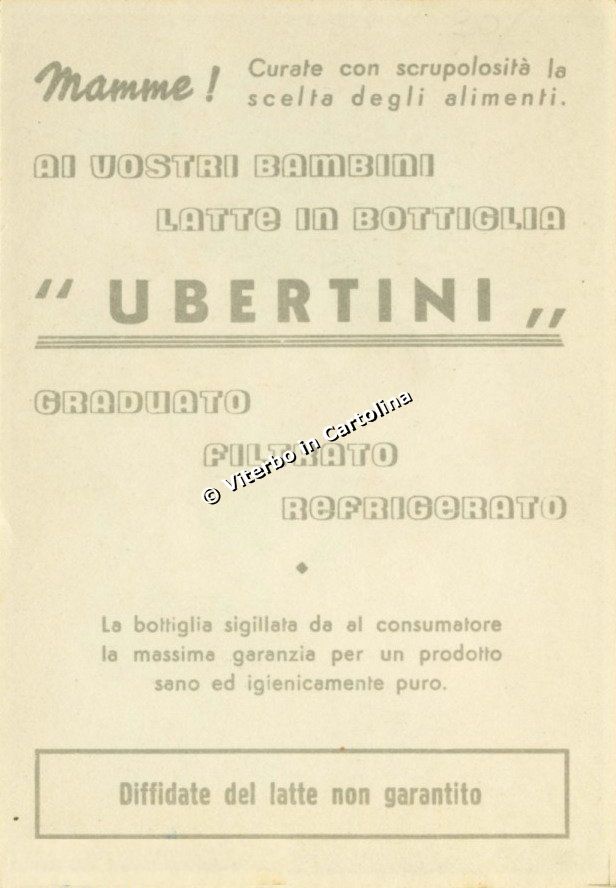 Mamme! Curate con scrupolosità la
scelta degli alimenti.
AI VOSTRI BAMBINI
LATTE IN BOTTIGLIA
" UBERTINI „
GRADUATO
FILTRATO
REFRIGERATO
© Viterbo in Cartolina
La bottiglia sigillata da al consumatore
la massima garanzia per un prodotto
sano ed igienicamente puro.
Diffidate del latte non garantito